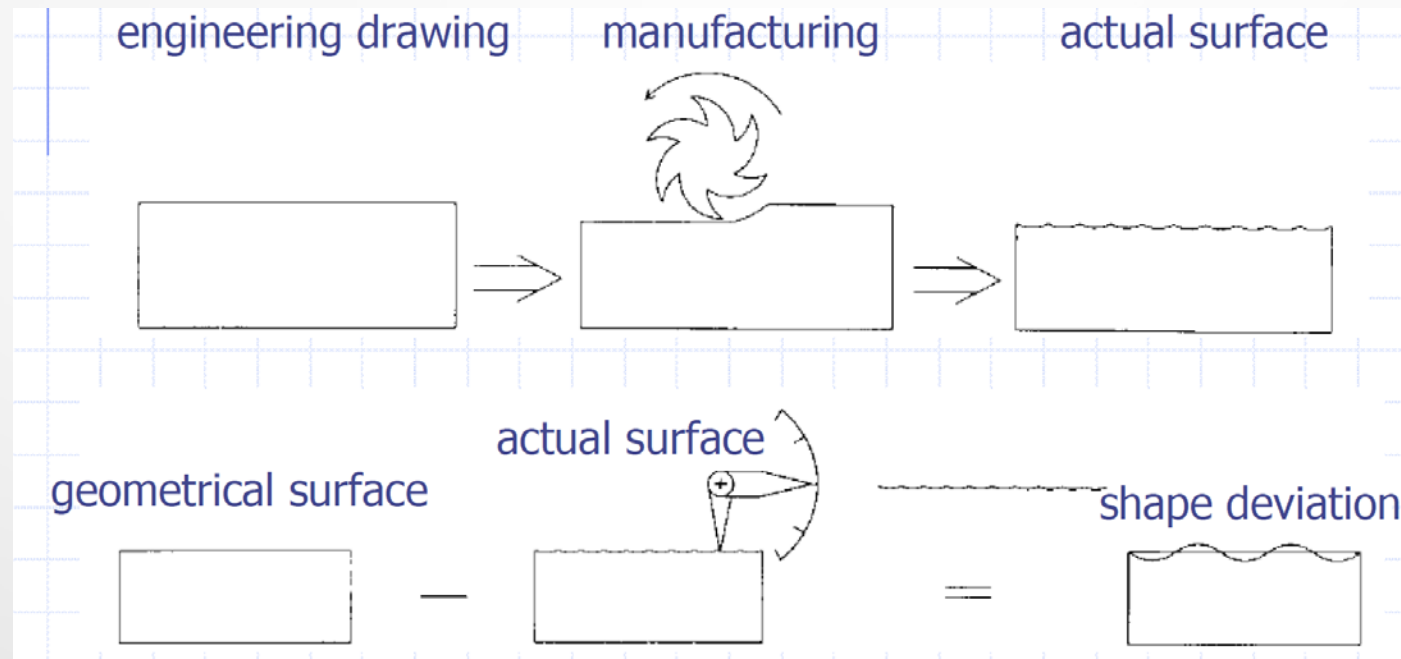 engineering drawing
manufacturing
actual surface
actual surface
geometrical surface
shape deviation